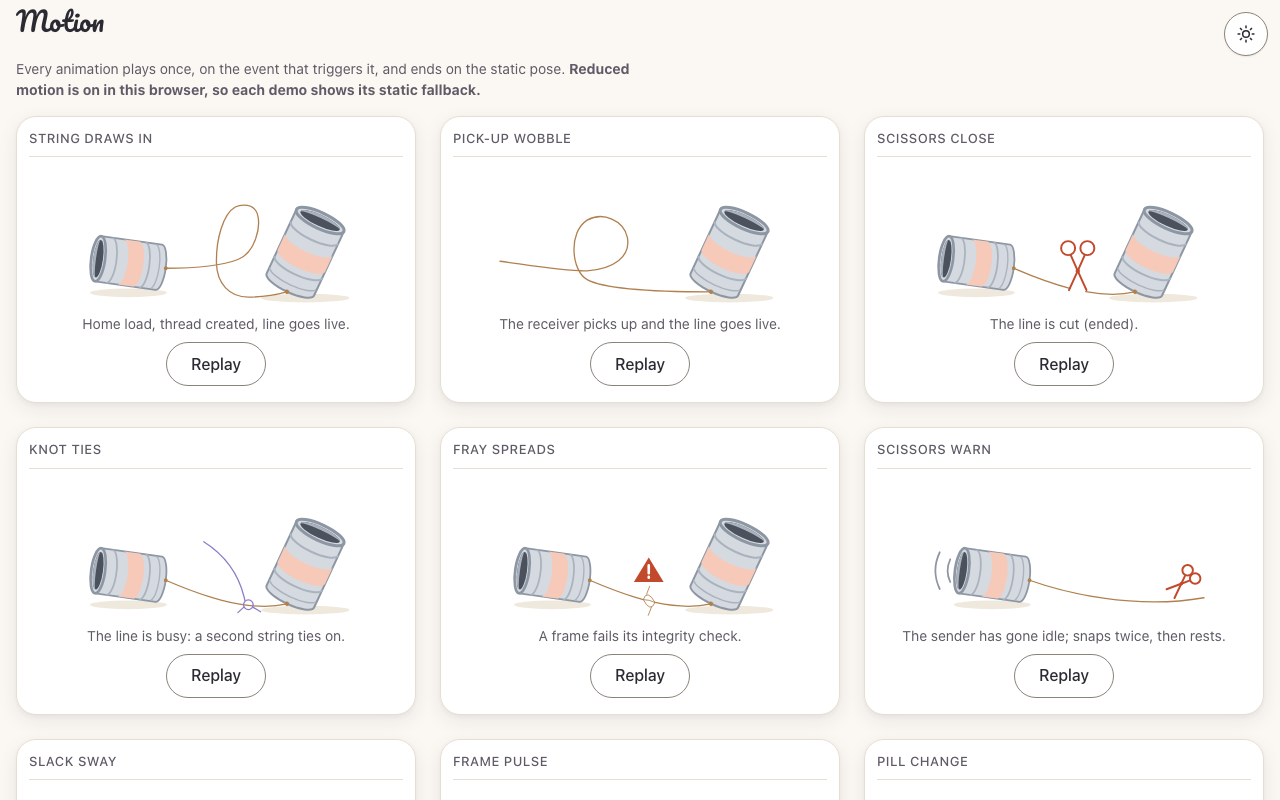 Motion
Every animation plays once, on the event that triggers it, and ends on the static pose. Reduced
motion is on in this browser, so each demo shows its static fallback.
STRING DRAWS IN
Home load, thread created, line goes live.
Replay
PICK-UP WOBBLE
The receiver picks up and the line goes live.
Replay
SCISSORS CLOSE
The line is cut (ended).
Replay
KNOT TIES
The line is busy: a second string ties on.
Replay
FRAY SPREADS
A frame fails its integrity check.
Replay
SCISSORS WARN
The sender has gone idle; snaps twice, then rests.
Replay
SLACK SWAY
FRAME PULSE
PILL CHANGE